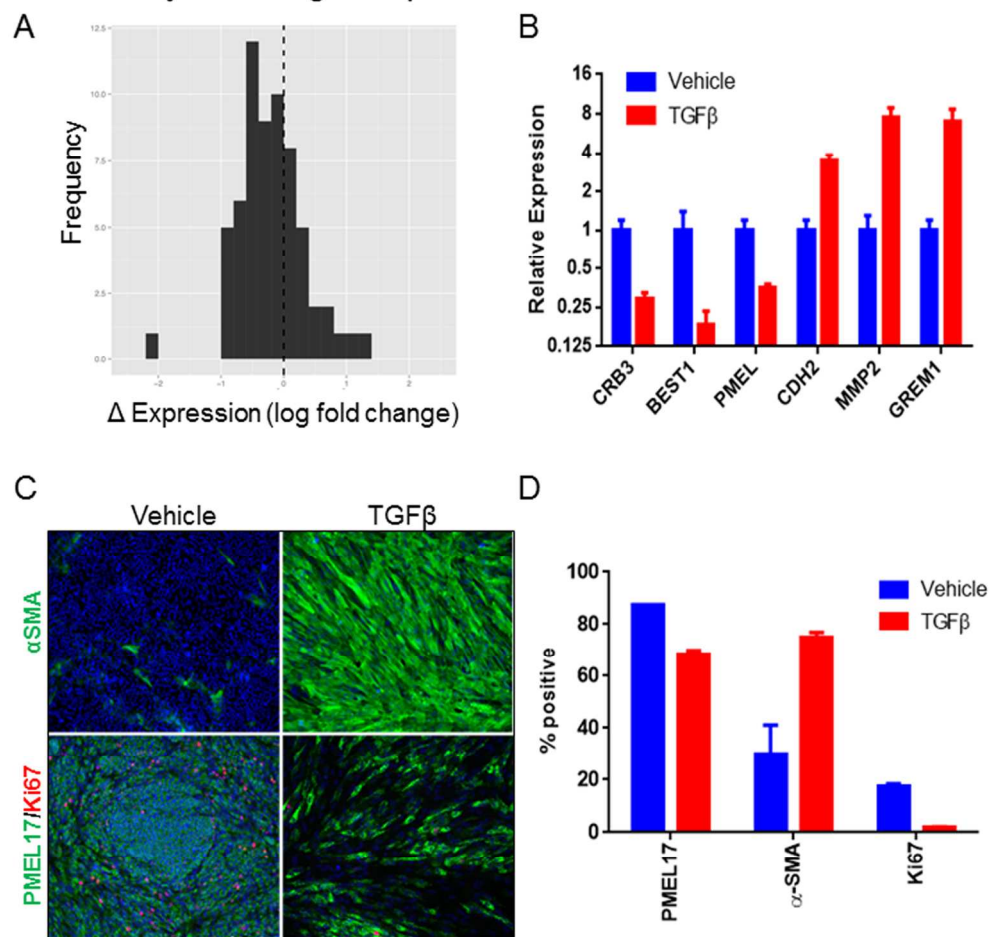 A
12.5
10.0
7.5
5.0
2.5
0.0
Frequency
-2
-1
0
1
2
Δ Expression (log fold change)
B
Vehicle
TGFβ
Relative Expression
16
8
4
2
1
0.5
0.25
0.125
CRB3
BEST1
PMEL
CDH2
MMP2
GREM1
C
Vehicle
TGFβ
αSMA
PMEL17/Ki67
D
Vehicle
TGFβ
% positive
100
80
60
40
20
0
PMEL17
α-SMA
Ki67